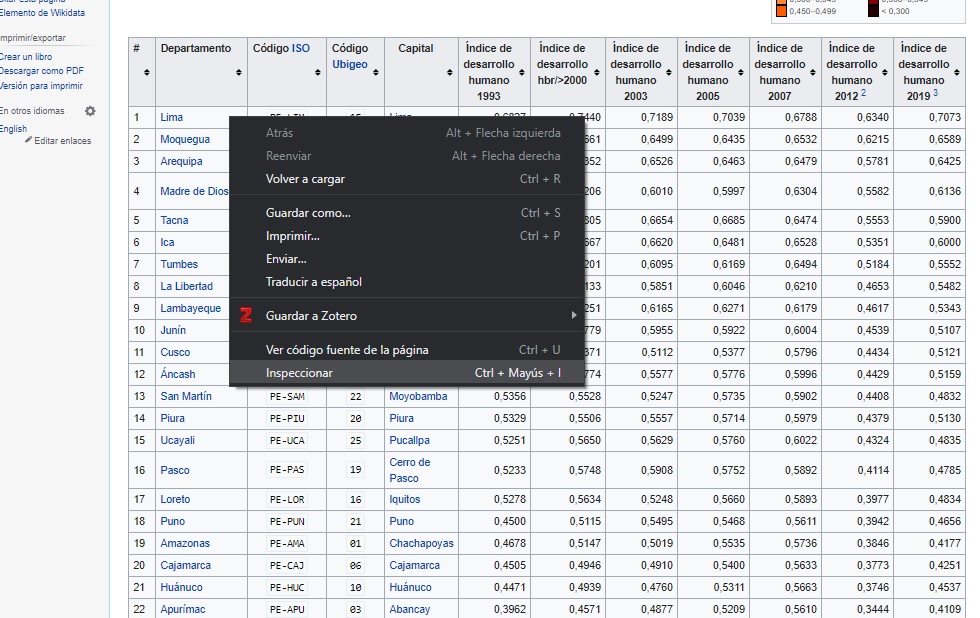 Elemento de Wikidata
mprimir/exportar
Crear un libro
Descargar como PDF
Versión para imprimir
En otros idiomas
English
Editar enlaces
0,450–0,499
< 0,300
# Departamento Código ISO Código Ubigeo Capital Índice de desarrollo humano 1993 Índice de desarrollo hbr/>2000 Índice de desarrollo humano 2003 Índice de desarrollo humano 2005 Índice de desarrollo humano 2007 Índice de desarrollo humano 2012 2 Índice de desarrollo humano 2019 3
1 Lima 0,7189 0,7039 0,6788 0,6340 0,7073
2 Moquegua 661 0,6499 0,6435 0,6532 0,6215 0,6589
3 Arequipa 352 0,6526 0,6463 0,6479 0,5781 0,6425
4 Madre de Dios 206 0,6010 0,5997 0,6304 0,5582 0,6136
5 Tacna 805 0,6654 0,6685 0,6474 0,5553 0,5900
6 Ica 667 0,6620 0,6481 0,6528 0,5351 0,6000
7 Tumbes 201 0,6095 0,6169 0,6494 0,5184 0,5552
8 La Libertad 133 0,5851 0,6046 0,6210 0,4653 0,5482
9 Lambayeque 251 0,6165 0,6271 0,6179 0,4617 0,5343
10 Junín 779 0,5955 0,5922 0,6004 0,4539 0,5107
11 Cusco 371 0,5112 0,5377 0,5796 0,4434 0,5121
12 Áncash 774 0,5577 0,5776 0,5996 0,4429 0,5159
13 San Martín PE-SAM 22 Moyobamba 0,5356 0,5528 0,5247 0,5735 0,5902 0,4408 0,4832
14 Piura PE-PIU 20 Piura 0,5329 0,5506 0,5557 0,5714 0,5979 0,4379 0,5130
15 Ucayali PE-UCA 25 Pucallpa 0,5251 0,5650 0,5629 0,5760 0,6022 0,4324 0,4835
16 Pasco PE-PAS 19 Cerro de Pasco 0,5233 0,5748 0,5908 0,5752 0,5892 0,4114 0,4785
17 Loreto PE-LOR 16 Iquitos 0,5278 0,5634 0,5248 0,5660 0,5893 0,3977 0,4834
18 Puno PE-PUN 21 Puno 0,4500 0,5115 0,5495 0,5468 0,5611 0,3942 0,4656
19 Amazonas PE-AMA 01 Chachapoyas 0,4678 0,5147 0,5019 0,5535 0,5736 0,3846 0,4177
20 Cajamarca PE-CAJ 06 Cajamarca 0,4505 0,4946 0,4910 0,5400 0,5633 0,3773 0,4251
21 Huánuco PE-HUC 10 Huánuco 0,4471 0,4939 0,4760 0,5311 0,5663 0,3746 0,4537
22 Apurímac PE-APU 03 Abancay 0,3962 0,4571 0,4877 0,5209 0,5610 0,3444 0,4109
Atrás Alt + Flecha izquierda
Reenviar Alt + Flecha derecha
Volver a cargar Ctrl + R
Guardar como... Ctrl + S
Imprimir... Ctrl + P
Enviar...
Traducir a español
Guardar a Zotero
Ver código fuente de la página Ctrl + U
Inspeccionar Ctrl + Mayús + I